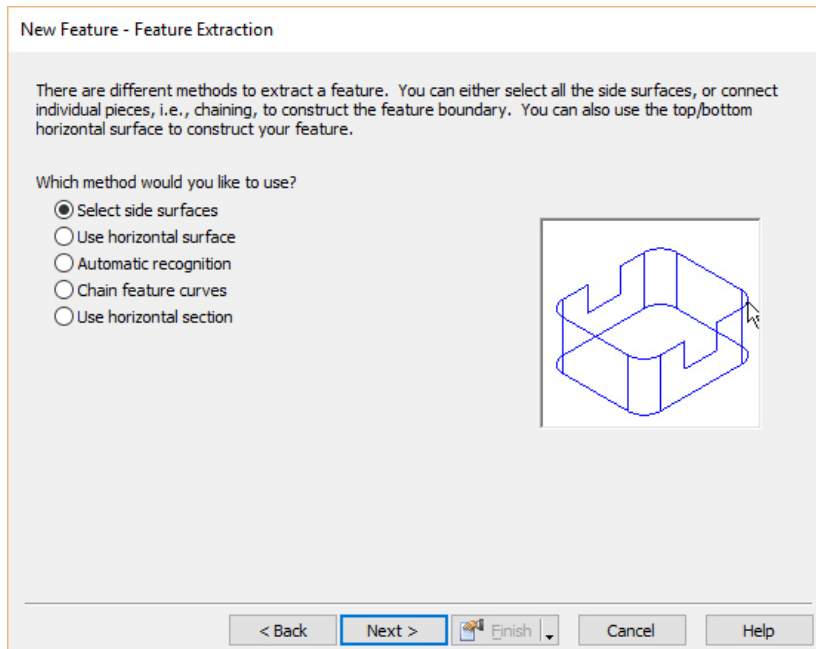 New Feature - Feature Extraction
There are different methods to extract a feature.  You can either select all the side surfaces, or connect
individual pieces, i.e., chaining, to construct the feature boundary.  You can also use the top/bottom
horizontal surface to construct your feature.
Which method would you like to use?
Select side surfaces
Use horizontal surface
Automatic recognition
Chain feature curves
Use horizontal section
< Back Next > Finish Cancel Help